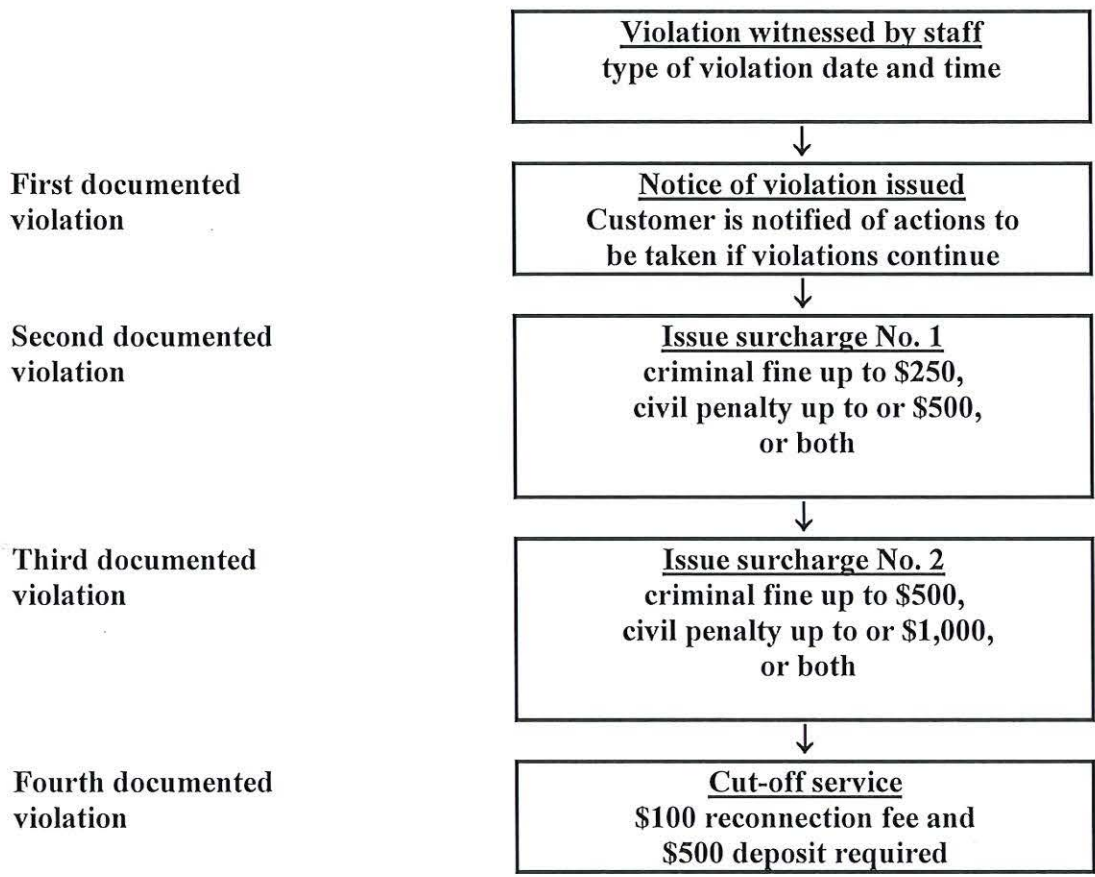 Violation witnessed by staff
type of violation date and time
↓
First documented
violation
Notice of violation issued
Customer is notified of actions to
be taken if violations continue
↓
Second documented
violation
Issue surcharge No. 1
criminal fine up to $250,
civil penalty up to or $500,
or both
↓
Third documented
violation
Issue surcharge No. 2
criminal fine up to $500,
civil penalty up to or $1,000,
or both
↓
Fourth documented
violation
Cut-off service
$100 reconnection fee and
$500 deposit required